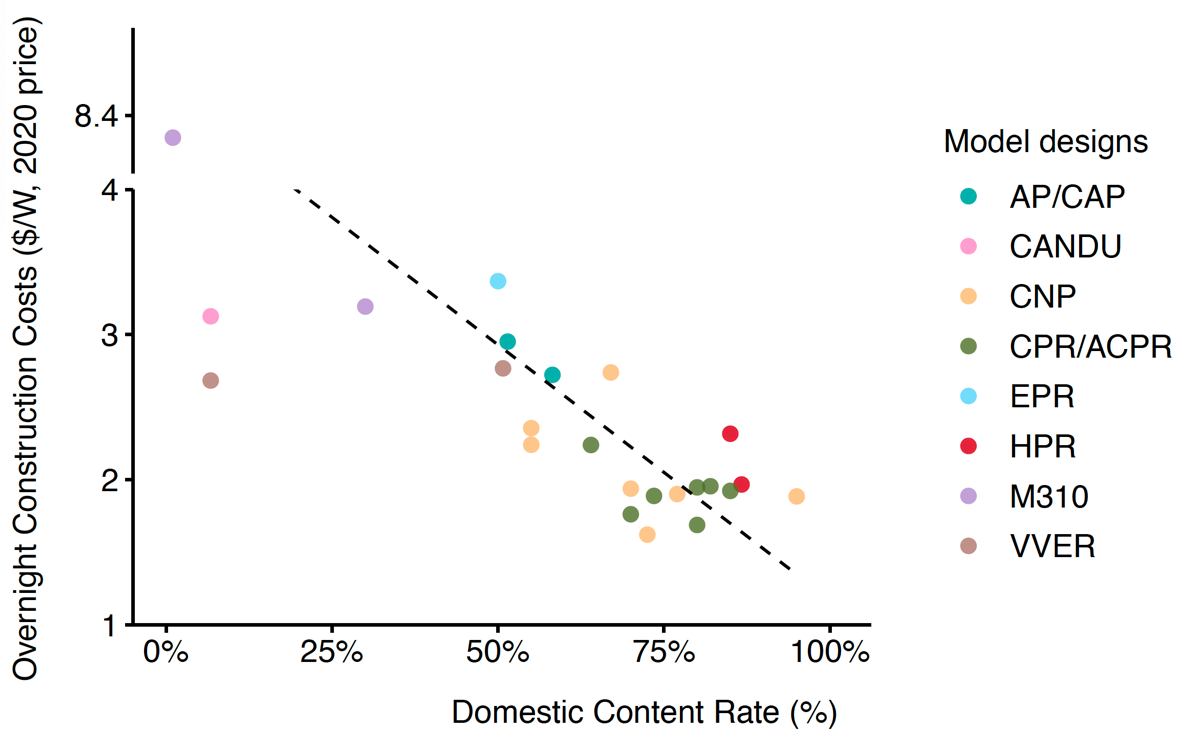 Overnight Construction Costs ($/W, 2020 price)
8.4
4
3
2
1
0% 25% 50% 75% 100%
Domestic Content Rate (%)
Model designs
AP/CAP
CANDU
CNP
CPR/ACPR
EPR
HPR
M310
VVER